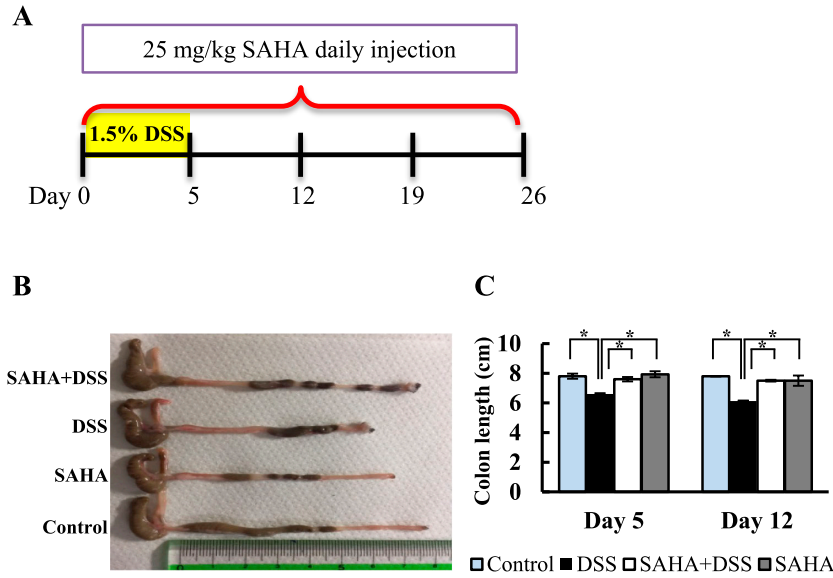 A
25 mg/kg SAHA daily injection
1.5% DSS
Day 0 5 12 19 26
B
SAHA+DSS
DSS
SAHA
Control
C
Colon length (cm)
10
8
6
4
2
0
* * *
* * *
Day 5 Day 12
Control DSS SAHA+DSS SAHA